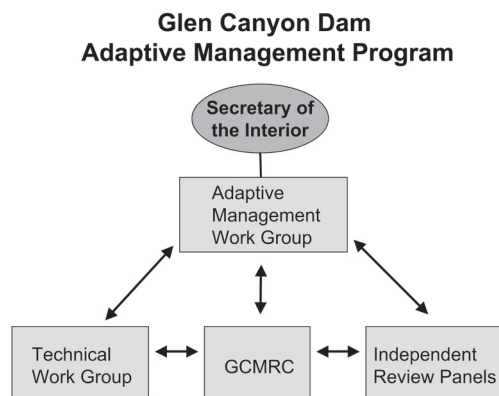 Glen Canyon Dam
Adaptive Management Program
Secretary of
the Interior
Adaptive
Management
Work Group
Technical
Work Group
GCMRC
Independent
Review Panels